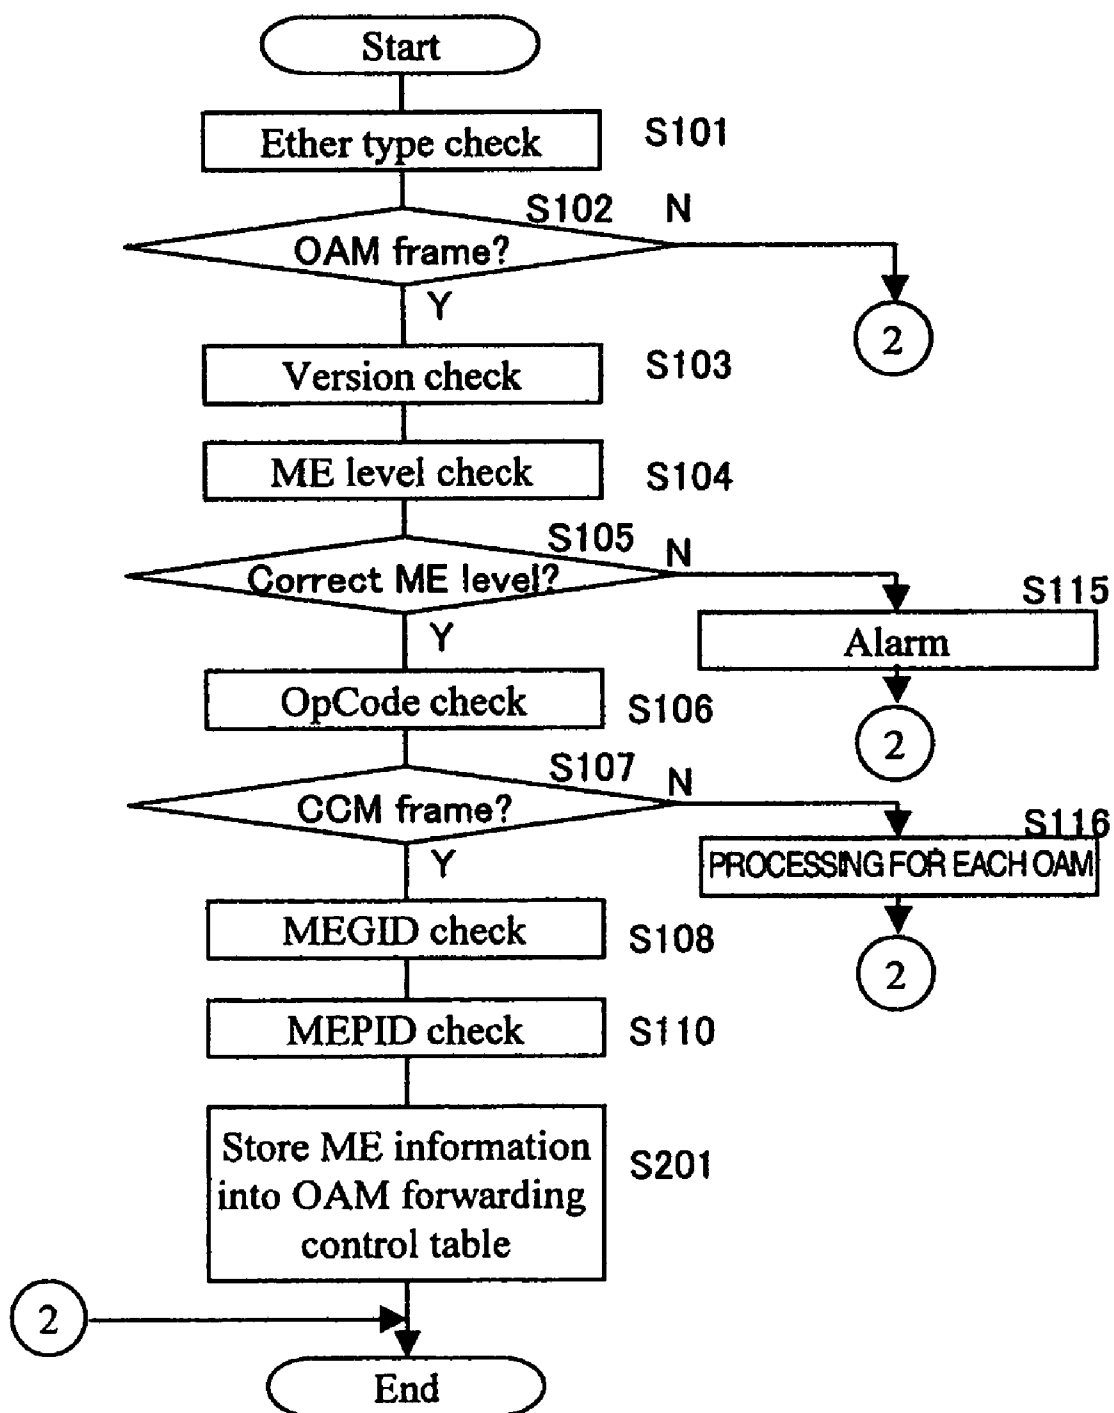 Start
Ether type check
S101
S102
N
OAM frame?
Y
2
Version check
S103
ME level check
S104
S105
N
Correct ME level?
Y
S115
Alarm
2
OpCode check
S106
S107
N
CCM frame?
Y
S116
PROCESSING FOR EACH OAM
2
MEGID check
S108
MEPID check
S110
Store ME information
into OAM forwarding
control table
S201
2
End